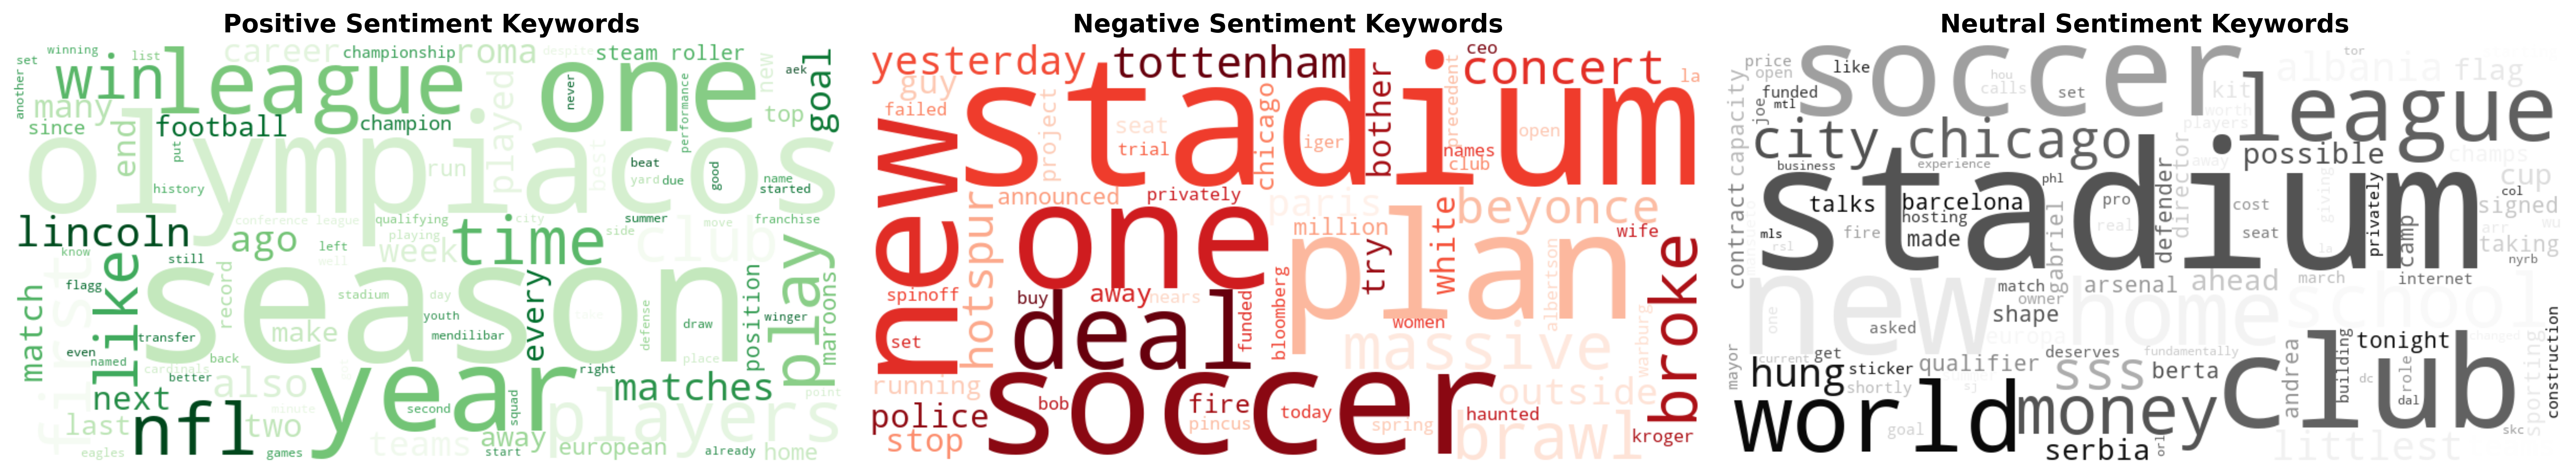 Positive Sentiment Keywords
winning
list
career
championship
roma
despite
steam roller
set
win
league
one
new
goal
aek
another
many
since
football
champion
played
never
performance
top
end
put
olympiacos
history
run
best
beat
yard
due
good
name
started
lincoln
conference league
qualifying
playing
city
summer
side
move
franchise
ago
left
well
week
time
club
know
still
like
flagg
match
season
record
stadium
day
youth
mendilibar
every
defense
draw
position
winger
play
maroons
transfer
make
even
named
cardinals
back
better
place
first
next
also
year
right
matches
players
second
squad
minute
point
last
nfl
two
teams
away
start
european
already
home
eagles
games
Negative Sentiment Keywords
yesterday
tottenham
ceo
concert
la
guy
failed
stadium
project
seat
trial
chicago
iger
bother
precedent
names
club
open
new
announced
privately
hotspur
one
paris
million
plan
try
white
beyonce
wife
spinoff
buy
away
nears
deal
funded
bloomberg
women
albertson
broke
set
massive
warburg
running
police
stop
bob
soccer
fire
pincus
today
spring
haunted
outside
brawl
kroger
Neutral Sentiment Keywords
price
open
like
soccer
hou
calls
set
tor
albania
flag
funded
mtl
joe
capacity
kit
worth
players
league
city
chicago
business
experience
away
possible
champs
stadium
contract
talks
barcelona
hosting
made
mls
rsl
fire
phl
pro
real
gabriel
defender
director
cost
seat
giving
la
privately
camp
cup
col
signed
wu
arr
taking
nyrb
new
match
owner
shape
arsenal
ahead
march
internet
home
school
one
asked
europa
mayor
current
get
hung
sticker
shortly
qualifier
sj
deserves
sss
fundamentally
berta
andrea
building
dc
role
dal
tonight
changed
construction
world
goal
money
serbia
orl
club
littlest
sporting
skc